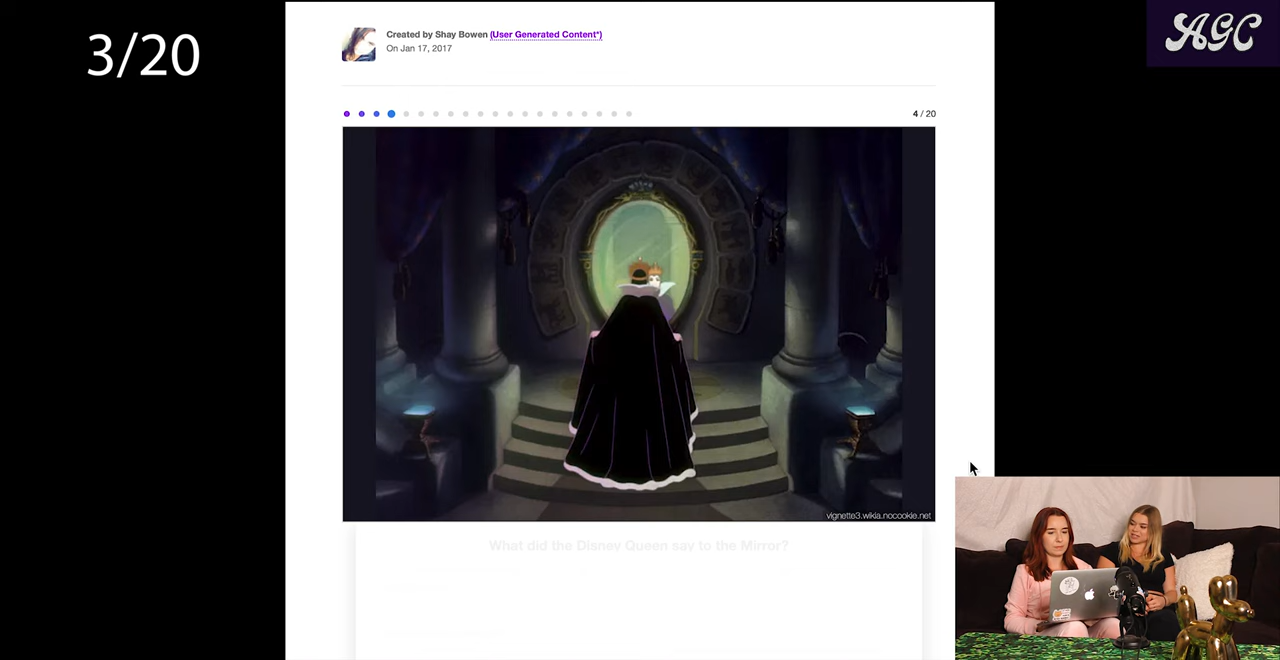 3/20
AGC
Created by Shay Bowen (User Generated Content*)
On Jan 17, 2017
4 / 20
vignette3.wikia.nocookie.net
What did the Disney Queen say to the Mirror?